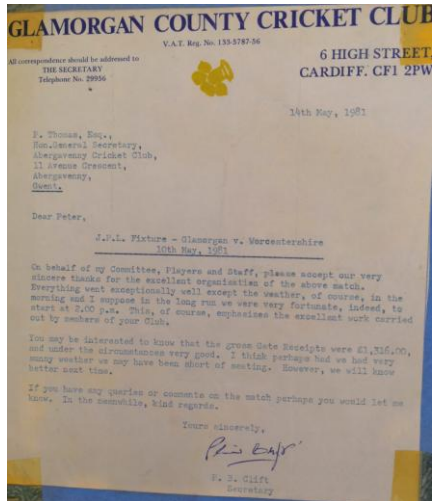 GLAMORGAN COUNTY CRICKET CLUB
V.A.T. Reg. No. 133-5787-36
All correspondence should be addressed to
THE SECRETARY
Telephone No. 29956
6 HIGH STREET,
CARDIFF. CF1 2PW
14th May, 1981
P. Thomas, Esq.,
Hon.General Secretary,
Abergavenny Cricket Club,
11 Avenue Crescent,
Abergavenny,
Gwent.
Dear Peter,
J.P.L. Fixture - Glamorgan v. Worcestershire
10th May, 1981
On behalf of my Committee, Players and Staff, please accept our very
sincere thanks for the excellent organisation of the above match.
Everything went exceptionally well except the weather, of course, in the
morning and I suppose in the long run we were very fortunate, indeed, to
start at 2.00 p.m. This, of course, emphasises the excellent work carried
out by members of your Club.
You may be interested to know that the gross Gate Receipts were £1,316.00,
and under the circumstances very good. I think perhaps had we had very
sunny weather we may have been short of seating. However, we will know
better next time.
If you have any queries or comments on the match perhaps you would let me
know. In the meanwhile, kind regards.
Yours sincerely,
P. B. Clift
Secretary